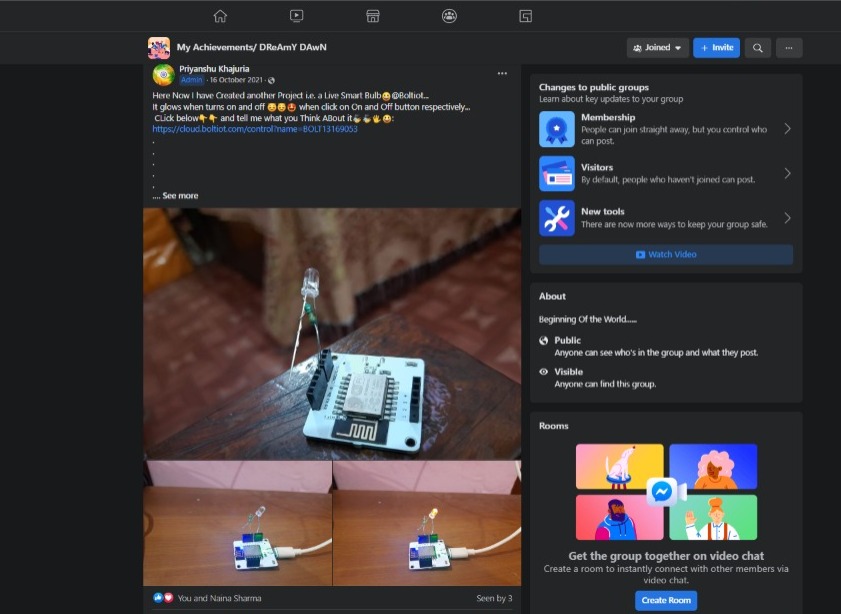 My Achievements/ DReAmY DAwN
Joined
+ Invite
Priyanshu Khajuria
Admin · 16 October 2021 ·
Here Now I have Created another Project i.e. a Live Smart Bulb😀@Boltiot...
It glows when turns on and off 😊😊🤩 when click on On and Off button respectively...
CLick below👇👇 and tell me what you Think ABout it👍👍🖐😀:
https://cloud.boltiot.com/control?name=BOLT13169053
.
.
.
.
.
.... See more
You and Naina Sharma
Seen by 3
Changes to public groups
Learn about key updates to your group
Membership
People can join straight away, but you control who
can post.
Visitors
By default, people who haven't joined can post.
New tools
There are now more ways to keep your group safe.
Watch Video
About
Beginning Of the World.....
Public
Anyone can see who's in the group and what they post.
Visible
Anyone can find this group.
Rooms
Get the group together on video chat
Create a room to instantly connect with other members via
video chat.
Create Room